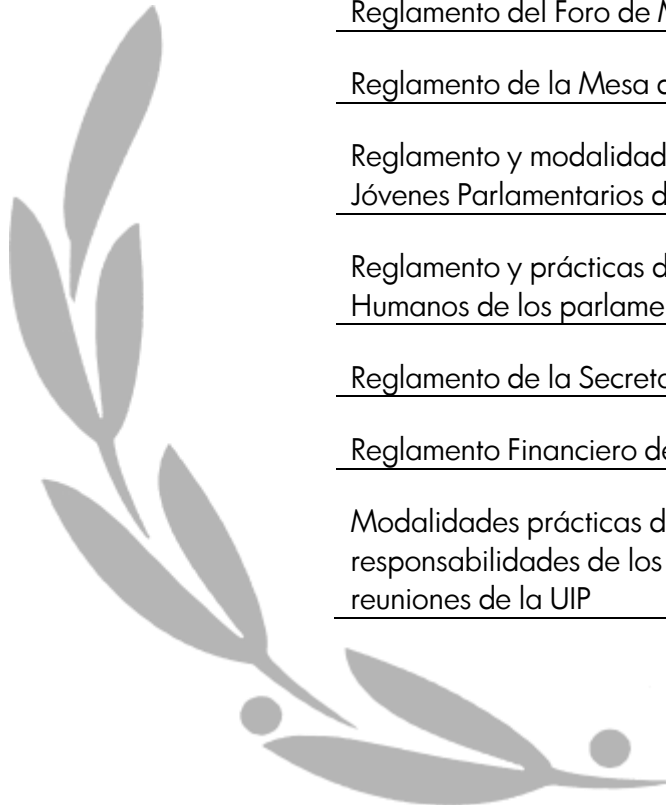 Reglamento del Foro de
Reglamento de la Mesa
Reglamento y
Jóvenes Parlamentarios
Reglamento y prácticas
Humanos de los
Reglamento de la
Reglamento Financiero
Modalidades prácticas
responsabilidades de los
reuniones de la UIP